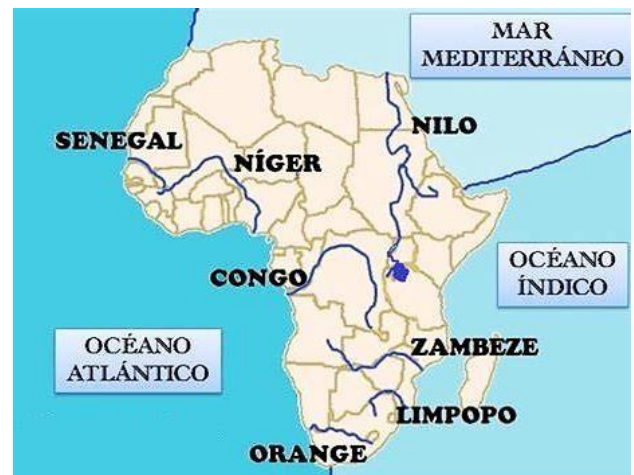 MAR
MEDITERRÁNEO
NILO
SENEGAL
NÍGER
CONGO
OCÉANO
ÍNDICO
OCÉANO
ATLÁNTICO
ZAMBEZE
LIMPOPO
ORANGE